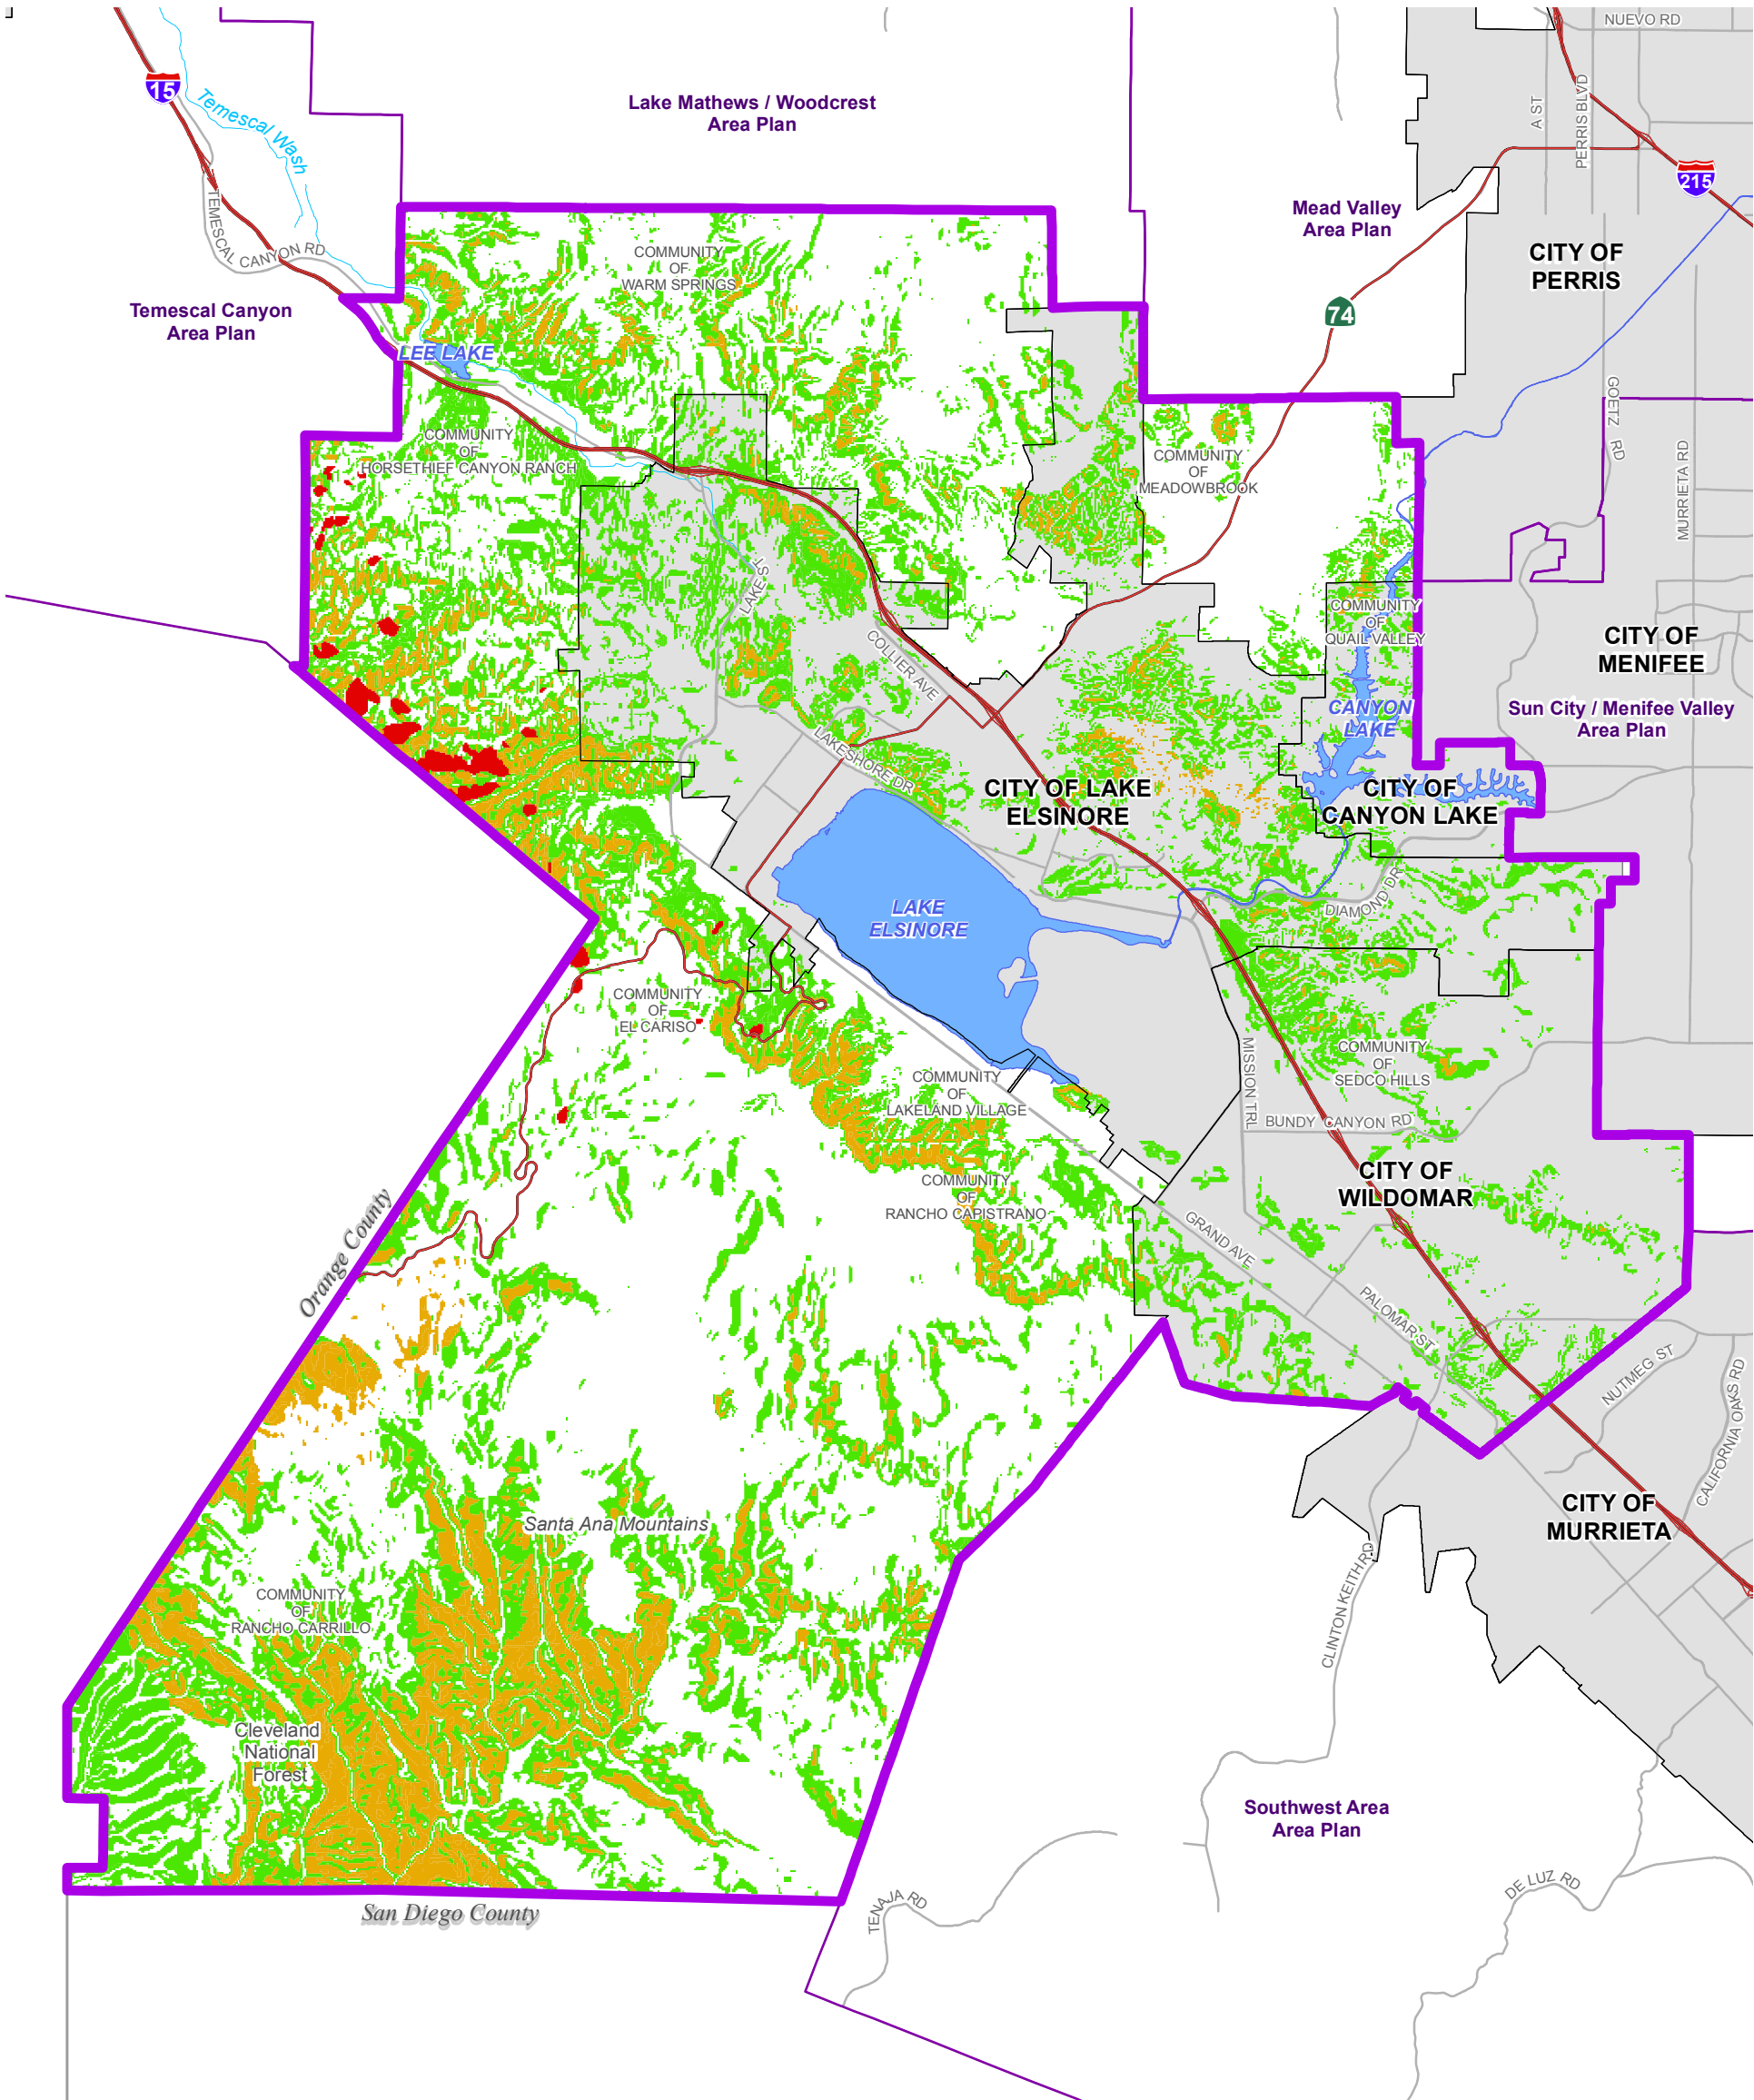 NUEVO RD
15
Temescal Wash
Lake Mathews / Woodcrest
Area Plan
A ST
PERRIS BLVD
215
TEMESCAL CANYON RD
Mead Valley
Area Plan
CITY OF
PERRIS
COMMUNITY
OF
WARM SPRINGS
Temescal Canyon
Area Plan
74
LEE LAKE
GOETZ RD
MURRIETA RD
COMMUNITY
OF
HORSETHIEF CANYON RANCH
COMMUNITY
OF
MEADOWBROOK
LAKE ST
COMMUNITY
OF
QUAIL VALLEY
CITY OF
MENIFEE
COLLIER AVE
CANYON
LAKE
Sun City / Menifee Valley
Area Plan
LAKESHORE DR
CITY OF LAKE
ELSINORE
CITY OF
CANYON LAKE
LAKE
ELSINORE
DIAMOND DR
COMMUNITY
OF
EL CARISO
COMMUNITY
OF
SEDCO HILLS
MISSION TRL
COMMUNITY
OF
LAKELAND VILLAGE
BUNDY CANYON RD
CITY OF
WILDOMAR
COMMUNITY
OF
RANCHO CAPISTRANO
GRAND AVE
Orange County
PALOMAR ST
NUTMEG ST
CALIFORNIA OAKS RD
CITY OF
MURRIETA
Santa Ana Mountains
CLINTON KEITH RD
COMMUNITY
OF
RANCHO CARRILLO
Cleveland
National
Forest
Southwest Area
Area Plan
DE LUZ RD
TENAJA RD
San Diego County